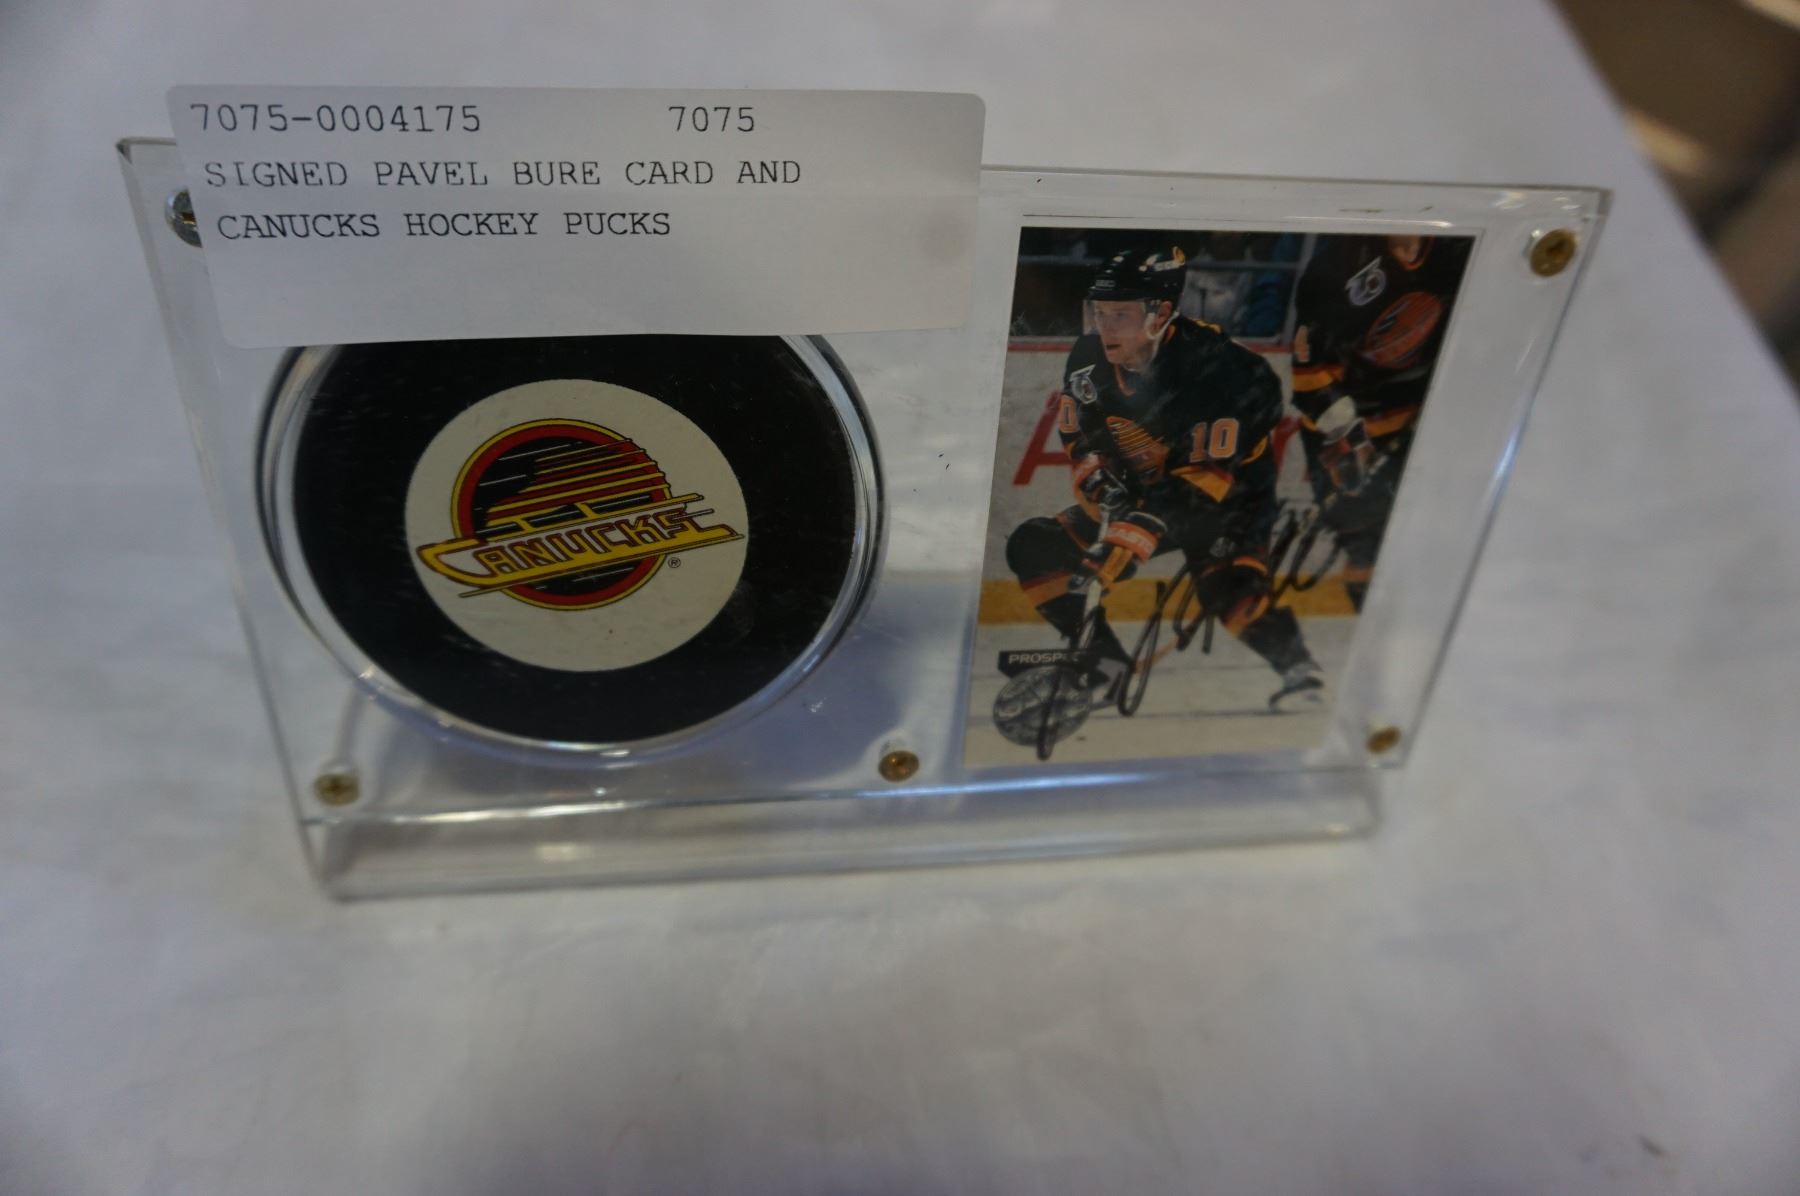 7075-0004175 7075
SIGNED PAVEL BURE CARD AND
CANUCKS HOCKEY PUCKS
CANUCKS
®
10
PROSPE